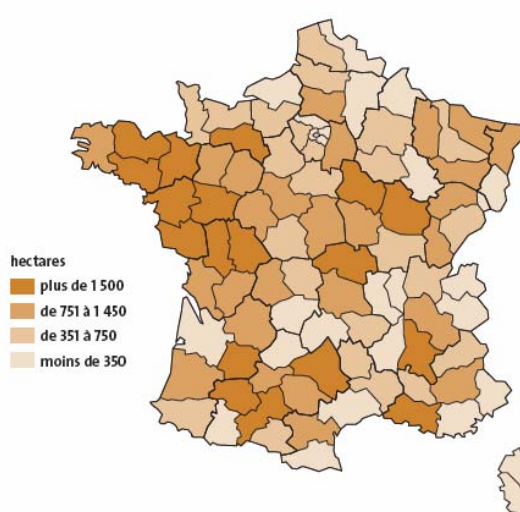 hectares
plus de 1 500
de 751 à 1 450
de 351 à 750
moins de 350